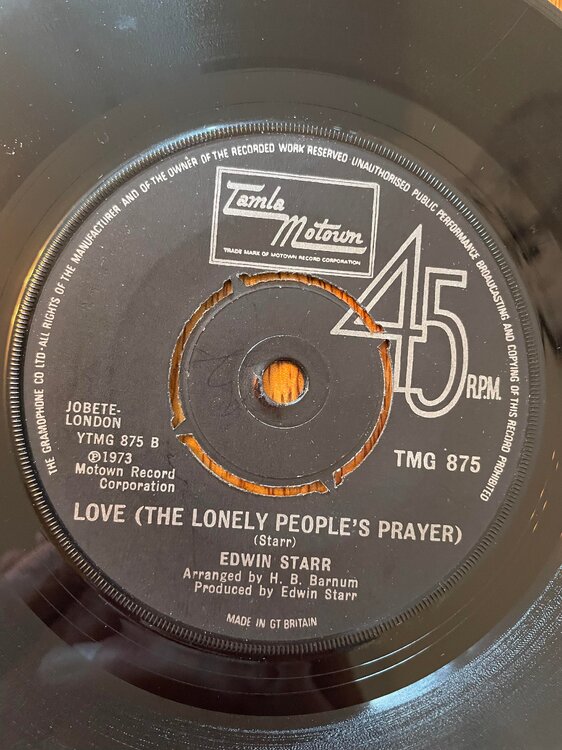 THE GRAMOPHONE CO LTD·ALL RIGHTS OF THE MANUFACTURER AND OF THE OWNER OF THE RECORDED WORK RESERVED UNAUTHORISED PUBLIC PERFORMANCE BROADCASTING AND COPYING OF THIS RECORD PROHIBITED
Tamla
Motown
TRADE MARK OF MOTOWN RECORD CORPORATION
45
R.P.M.
JOBETE-
LONDON
YTMG 875 B
℗1973
Motown Record
Corporation
TMG 875
LOVE (THE LONELY PEOPLE'S PRAYER)
(Starr)
EDWIN STARR
Arranged by H. B. Barnum
Produced by Edwin Starr
MADE IN GT BRITAIN